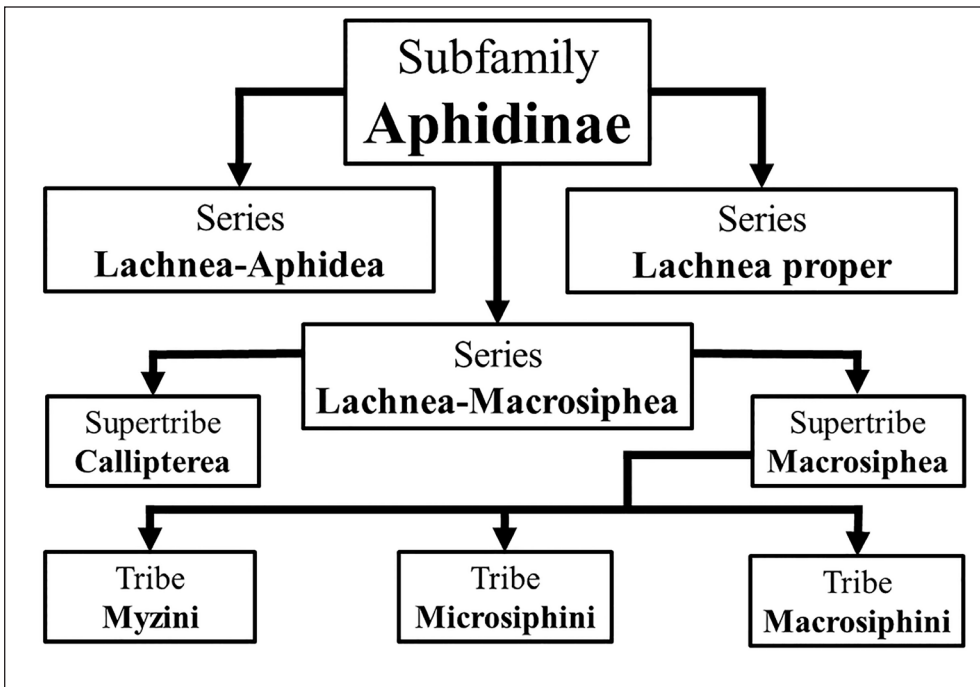 Subfamily
Aphidinae
Series
Lachnea-Aphidea
Series
Lachnea proper
Series
Lachnea-Macrosiphea
Supertribe
Callipterea
Supertribe
Macrosiphea
Tribe
Myzini
Tribe
Microsiphini
Tribe
Macrosiphini